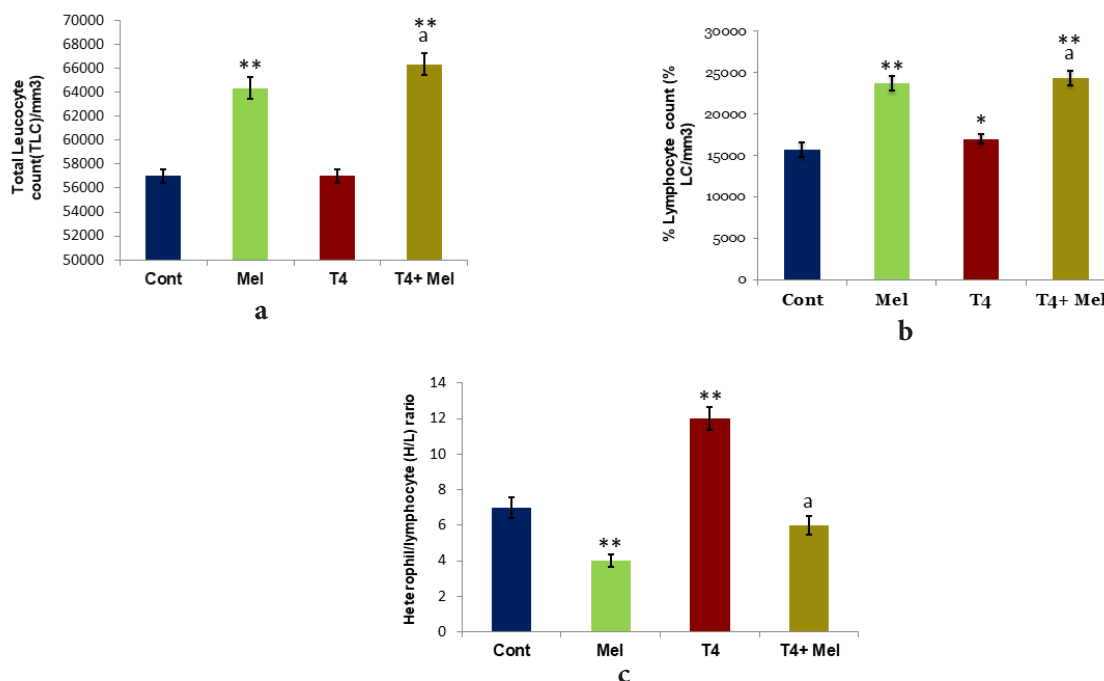 Total Leucocyte
count(TLC)/mm3)
70000
68000
66000
64000
62000
60000
58000
56000
54000
52000
50000
**
**
a
Cont Mel T4 T4+ Mel
a
% Lymphocyte count (%
LC/mm3)
30000
25000
20000
15000
10000
5000
0
**
*
**
a
Cont Mel T4 T4+ Mel
b
Heterophil/lymphocyte (H/L) rario
14
12
10
8
6
4
2
0
**
**
a
Cont Mel T4 T4+ Mel
c